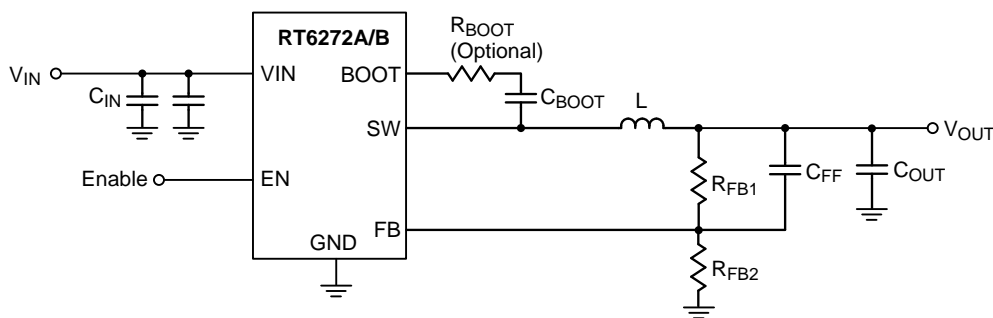 RT6272A/B
R_BOOT
(Optional)
V_IN
VIN
BOOT
C_IN
C_BOOT
L
SW
V_OUT
Enable
EN
R_FB1
C_FF
C_OUT
FB
GND
R_FB2